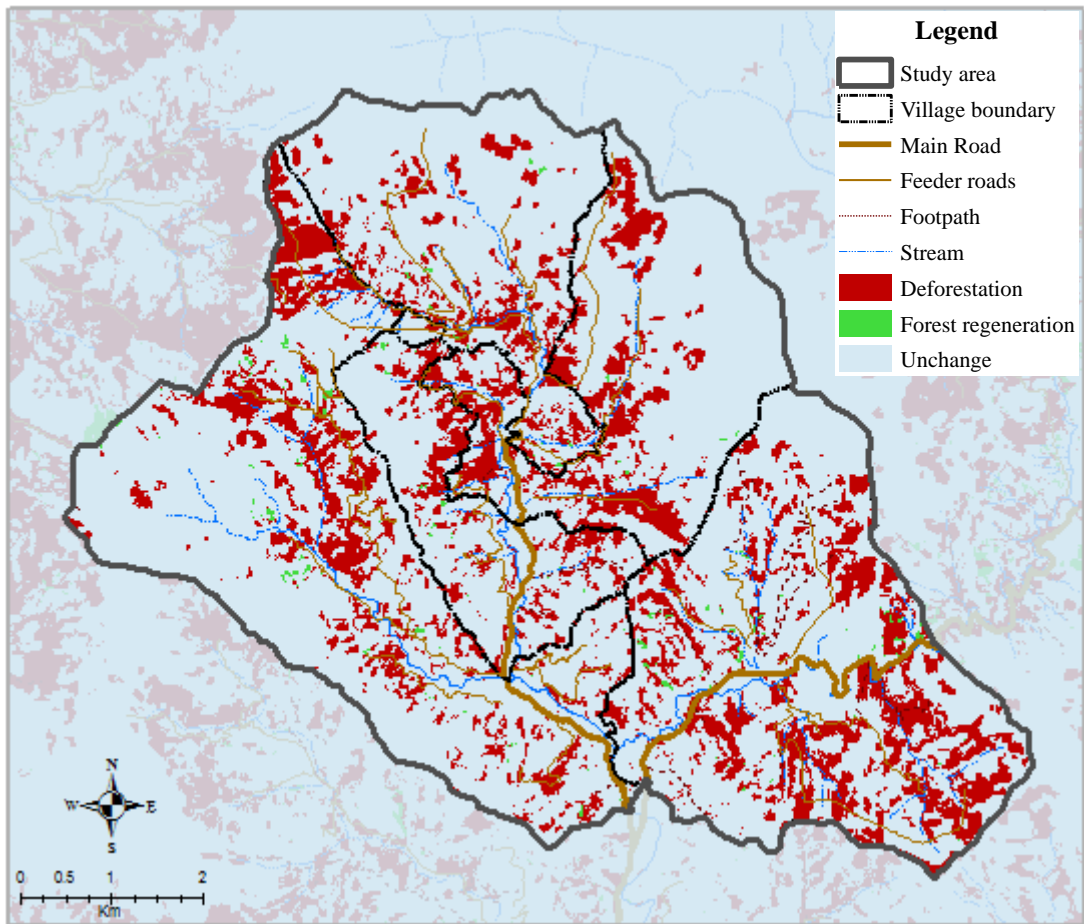 Legend
Study area
Village boundary
Main Road
Feeder roads
Footpath
Stream
Deforestation
Forest regeneration
Unchange
N
W E
S
0 0.5 1 2
Km